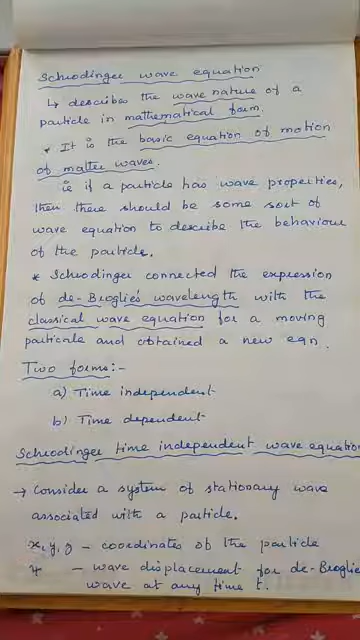 Schrodinger wave equation
↳ describes the wave nature of a
particle in mathematical form.
* It is the basic equation of motion
of matter waves.
ie if a particle has wave properties,
then there should be some sort of
wave equation to describe the behaviour
of the particle.
* Schrodinger connected the expression
of de-Broglie's wavelength with the
classical wave equation for a moving
particale and obtained a new eqn.
Two forms:-
a) Time independent
b) Time dependent
Schrodinger time independent wave equation
→ Consider a system of stationary wave
associated with a particle.
x, y, z - coordinates of the particle
ψ - wave displacement for de-Broglie
wave at any time t.